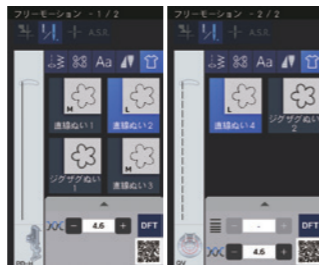 フリーモーション - 1 / 2
A.S.R.
Aa
M
L
直線ぬい 1
直線ぬい 2
M
ジグザグぬい 1
直線ぬい 3
- 4.6 +
DFT
フリーモーション - 2 / 2
A.S.R.
Aa
L
直線ぬい 4
ジグザグぬい 2
- - +
DFT
- 4.6 +
QV